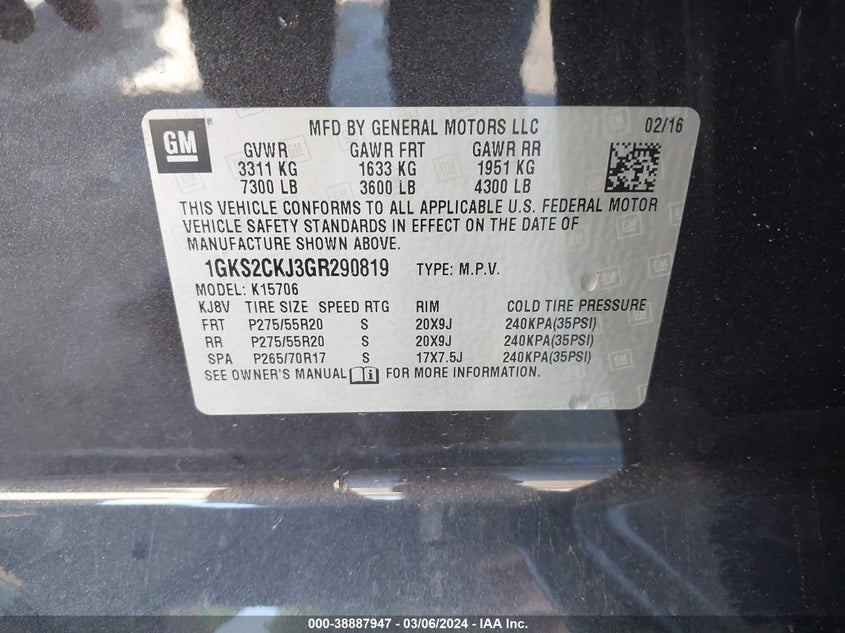 GM ®
MFD BY GENERAL MOTORS LLC 02/16
GVWR GAWR FRT GAWR RR
3311 KG 1633 KG 1951 KG
7300 LB 3600 LB 4300 LB
THIS VEHICLE CONFORMS TO ALL APPLICABLE U.S. FEDERAL MOTOR
VEHICLE SAFETY STANDARDS IN EFFECT ON THE DATE OF
MANUFACTURE SHOWN ABOVE.
1GKS2CKJ3GR290819 TYPE: M.P.V.
MODEL: K15706
KJ8V TIRE SIZE SPEED RTG RIM COLD TIRE PRESSURE
FRT P275/55R20 S 20X9J 240KPA(35PSI)
RR P275/55R20 S 20X9J 240KPA(35PSI)
SPA P265/70R17 S 17X7.5J 240KPA(35PSI)
SEE OWNER'S MANUAL i FOR MORE INFORMATION.
000-38887947 — 03/06/2024 — IAA Inc.